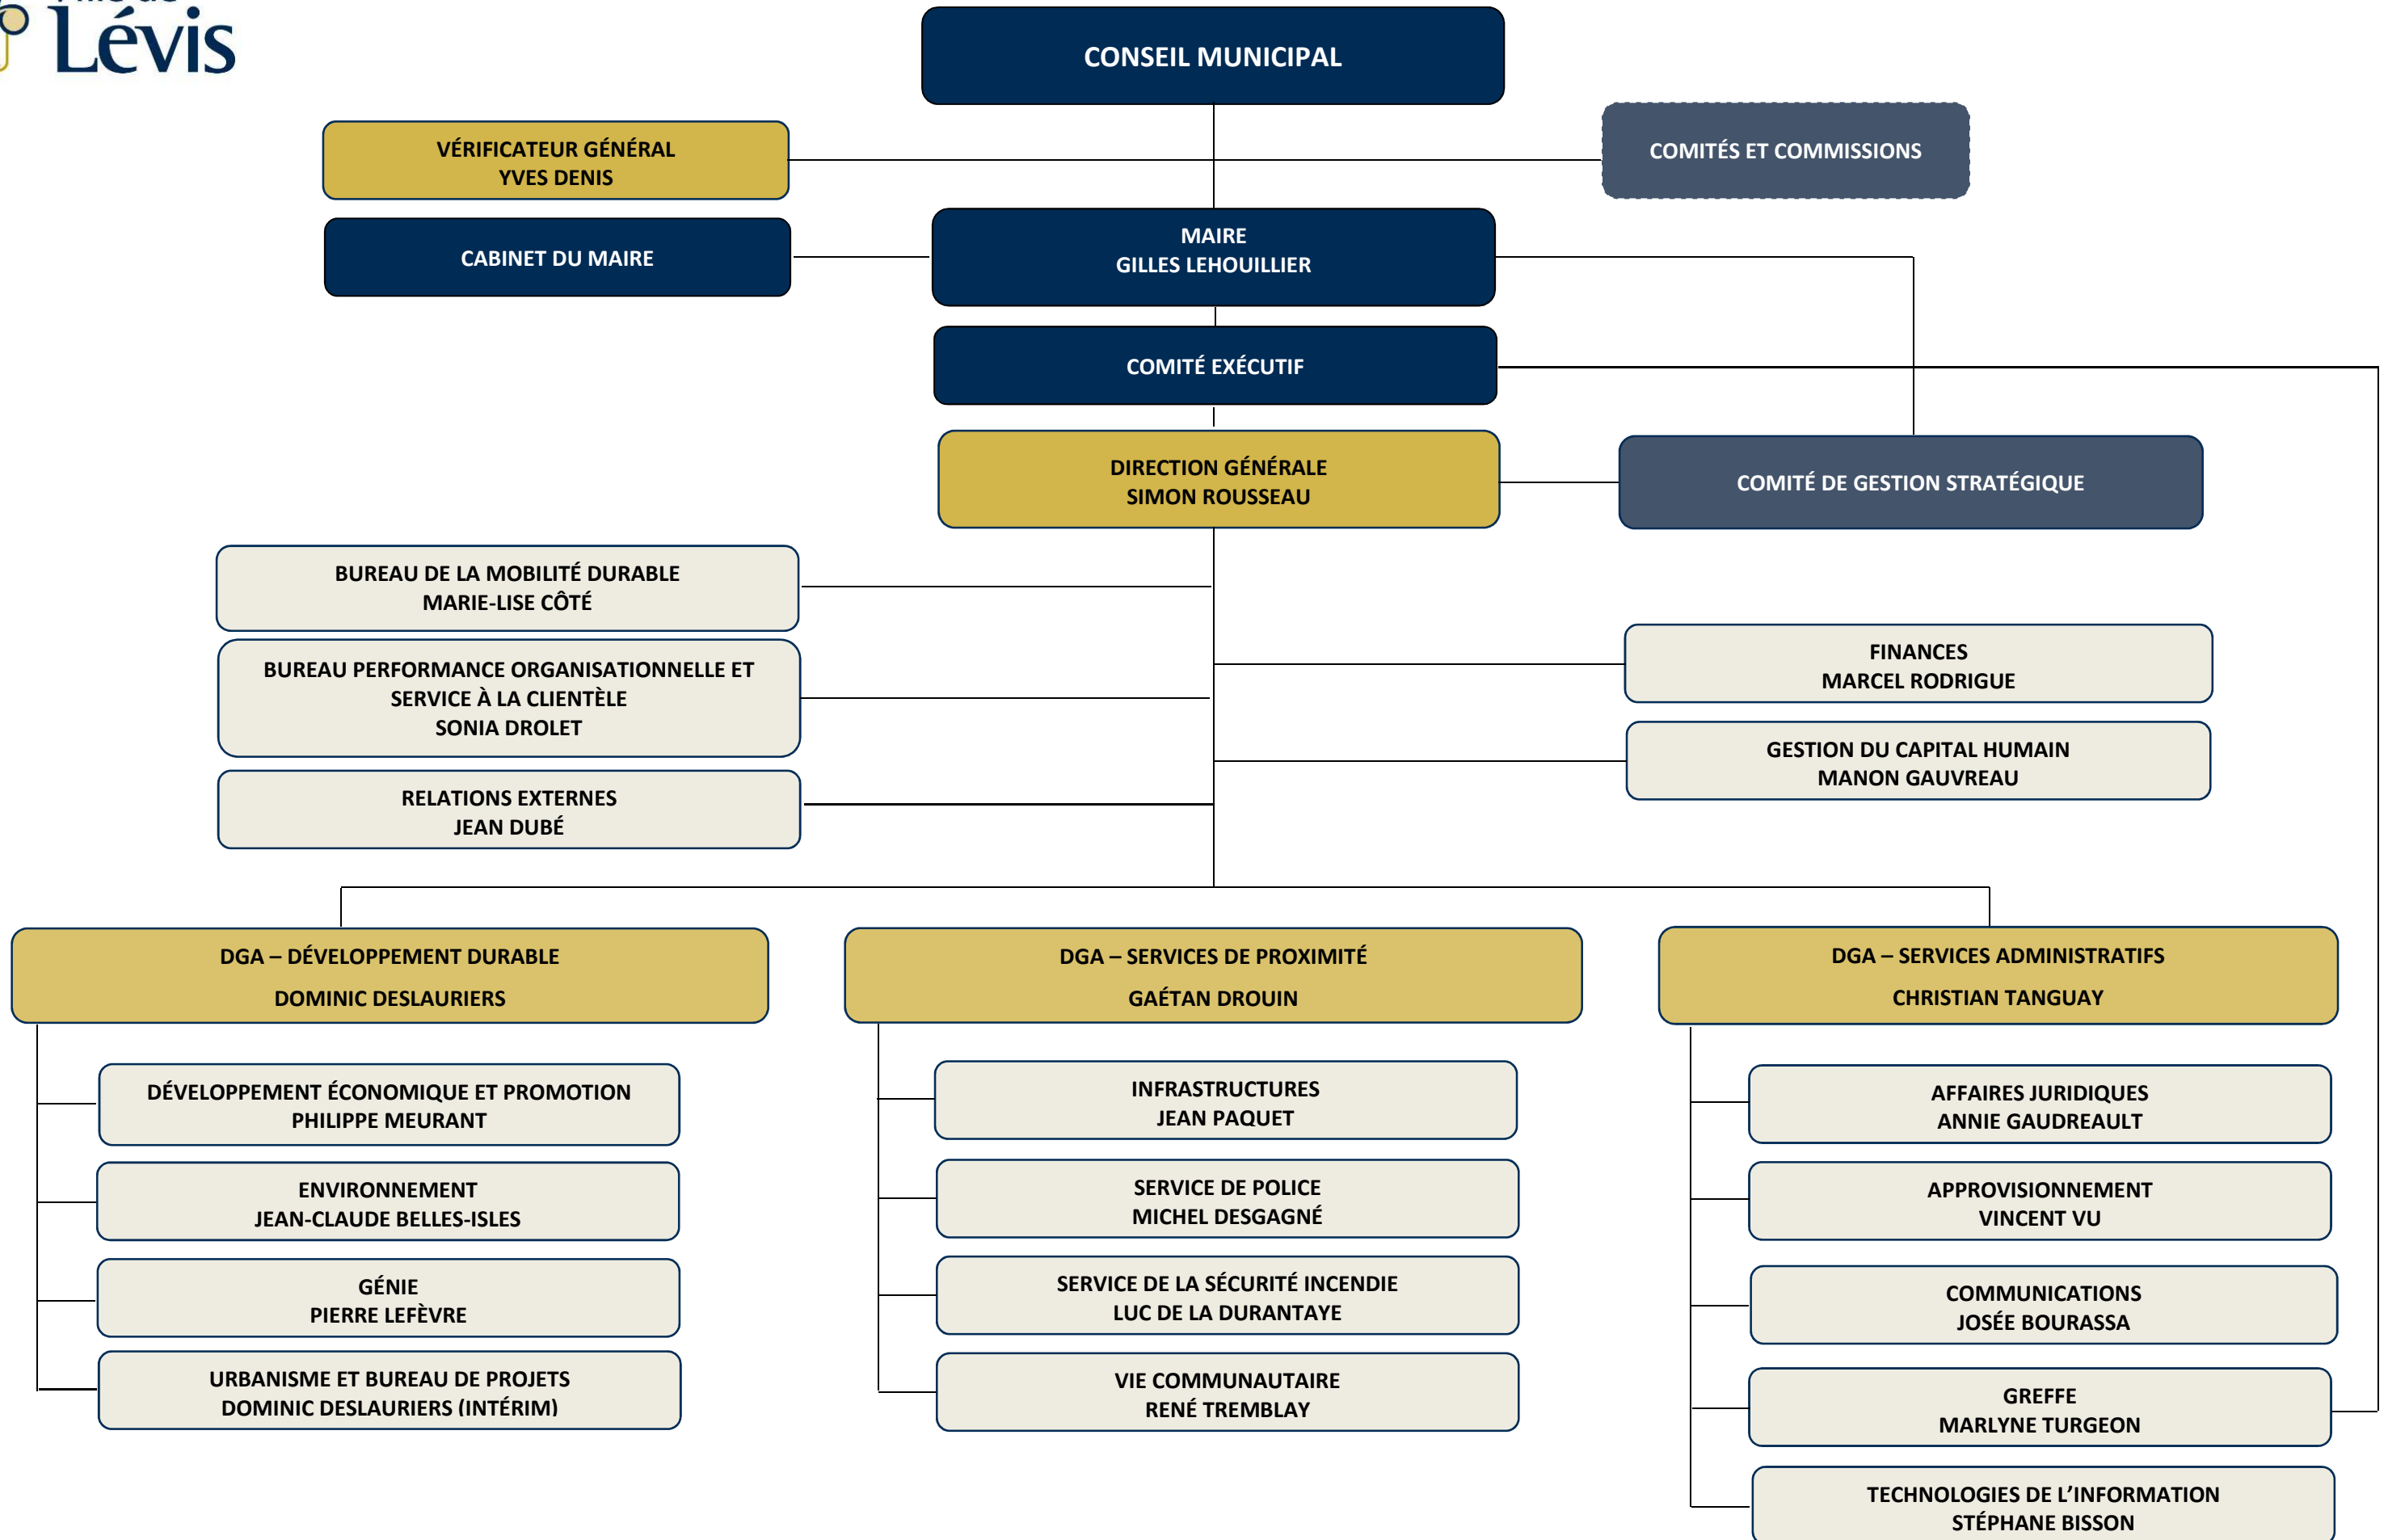 Ville de
Lévis
CONSEIL MUNICIPAL
VÉRIFICATEUR GÉNÉRAL
YVES DENIS
COMITÉS ET COMMISSIONS
CABINET DU MAIRE
MAIRE
GILLES LEHOUILLIER
COMITÉ EXÉCUTIF
DIRECTION GÉNÉRALE
SIMON ROUSSEAU
COMITÉ DE GESTION STRATÉGIQUE
BUREAU DE LA MOBILITÉ DURABLE
MARIE-LISE CÔTÉ
BUREAU PERFORMANCE ORGANISATIONNELLE ET
SERVICE À LA CLIENTÈLE
SONIA DROLET
RELATIONS EXTERNES
JEAN DUBÉ
FINANCES
MARCEL RODRIGUE
GESTION DU CAPITAL HUMAIN
MANON GAUVREAU
DGA – DÉVELOPPEMENT DURABLE
DOMINIC DESLAURIERS
DÉVELOPPEMENT ÉCONOMIQUE ET PROMOTION
PHILIPPE MEURANT
ENVIRONNEMENT
JEAN-CLAUDE BELLES-ISLES
GÉNIE
PIERRE LEFÈVRE
URBANISME ET BUREAU DE PROJETS
DOMINIC DESLAURIERS (INTÉRIM)
DGA – SERVICES DE PROXIMITÉ
GAÉTAN DROUIN
INFRASTRUCTURES
JEAN PAQUET
SERVICE DE POLICE
MICHEL DESGAGNÉ
SERVICE DE LA SÉCURITÉ INCENDIE
LUC DE LA DURANTAYE
VIE COMMUNAUTAIRE
RENÉ TREMBLAY
DGA – SERVICES ADMINISTRATIFS
CHRISTIAN TANGUAY
AFFAIRES JURIDIQUES
ANNIE GAUDREAULT
APPROVISIONNEMENT
VINCENT VU
COMMUNICATIONS
JOSÉE BOURASSA
GREFFE
MARLYNE TURGEON
TECHNOLOGIES DE L’INFORMATION
STÉPHANE BISSON